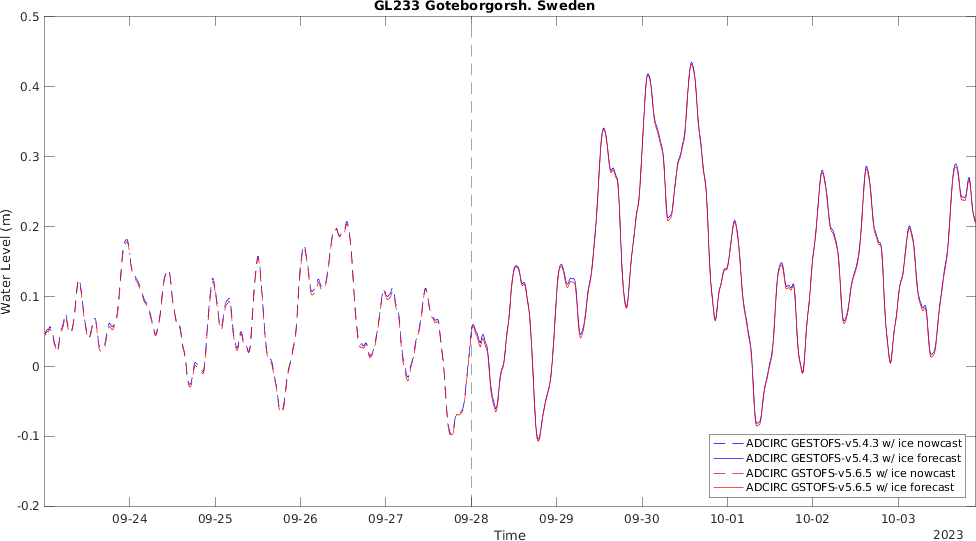 GL233 Goteborgorsh. Sweden
0.5
0.4
0.3
0.2
0.1
0
-0.1
-0.2
Water Level (m)
ADCIRC GESTOFS-v5.4.3 w/ ice nowcast
ADCIRC GESTOFS-v5.4.3 w/ ice forecast
ADCIRC GSTOFS-v5.6.5 w/ ice nowcast
ADCIRC GSTOFS-v5.6.5 w/ ice forecast
09-24 09-25 09-26 09-27 09-28 09-29 09-30 10-01 10-02 10-03
Time
2023